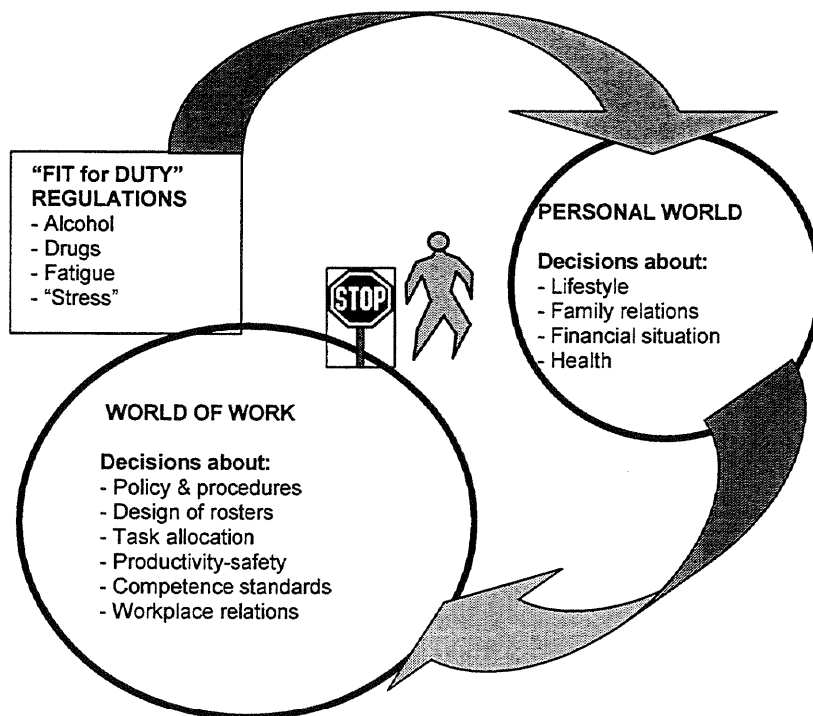 “FIT for DUTY”
REGULATIONS
- Alcohol
- Drugs
- Fatigue
- “Stress”
STOP
PERSONAL WORLD
Decisions about:
- Lifestyle
- Family relations
- Financial situation
- Health
WORLD OF WORK
Decisions about:
- Policy & procedures
- Design of rosters
- Task allocation
- Productivity-safety
- Competence standards
- Workplace relations